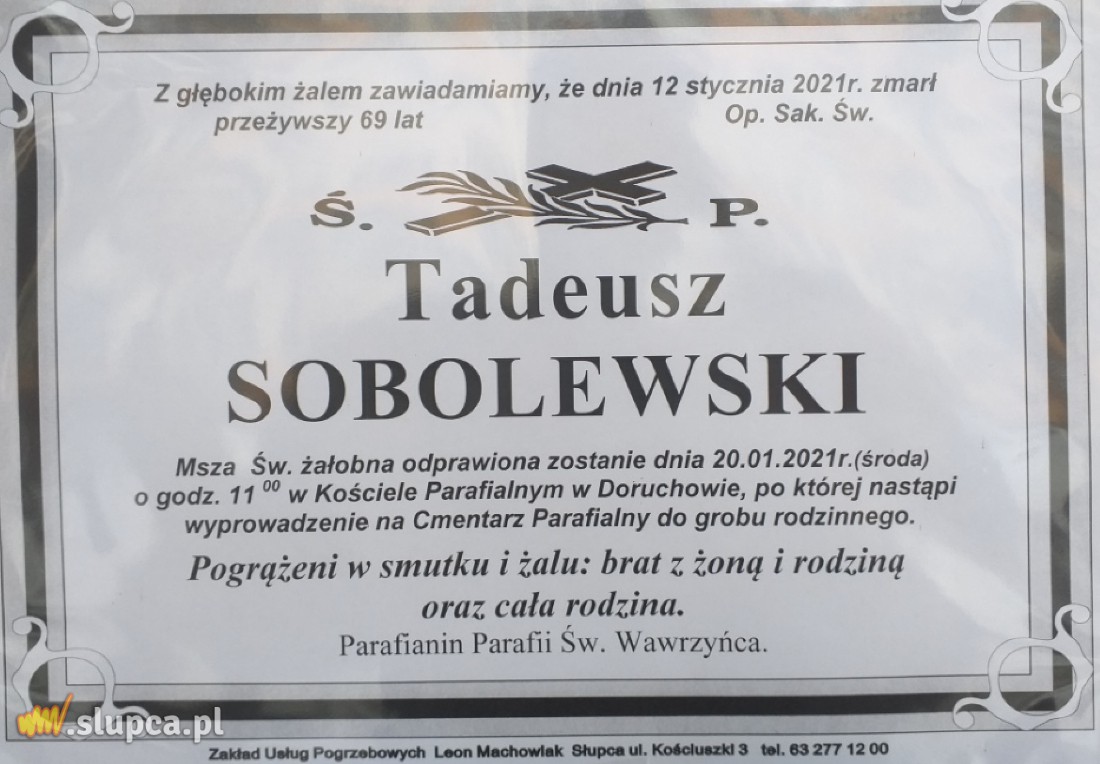 Z głębokim żalem zawiadamiamy, że dnia 12 stycznia 2021r. zmarł
przeżywszy 69 lat Op. Sak. Św.
Ś. P.
Tadeusz
SOBOLEWSKI
Msza Św. żałobna odprawiona zostanie dnia 20.01.2021r.(środa)
o godz. 11 00 w Kościele Parafialnym w Doruchowie, po której nastąpi
wyprowadzenie na Cmentarz Parafialny do grobu rodzinnego.
Pogrążeni w smutku i żalu: brat z żoną i rodziną
oraz cała rodzina.
Parafianin Parafii Św. Wawrzyńca.
www.slupca.pl
Zakład Usług Pogrzebowych Leon Machowiak Słupca ul. Kościuszki 3 tel. 63 277 12 00